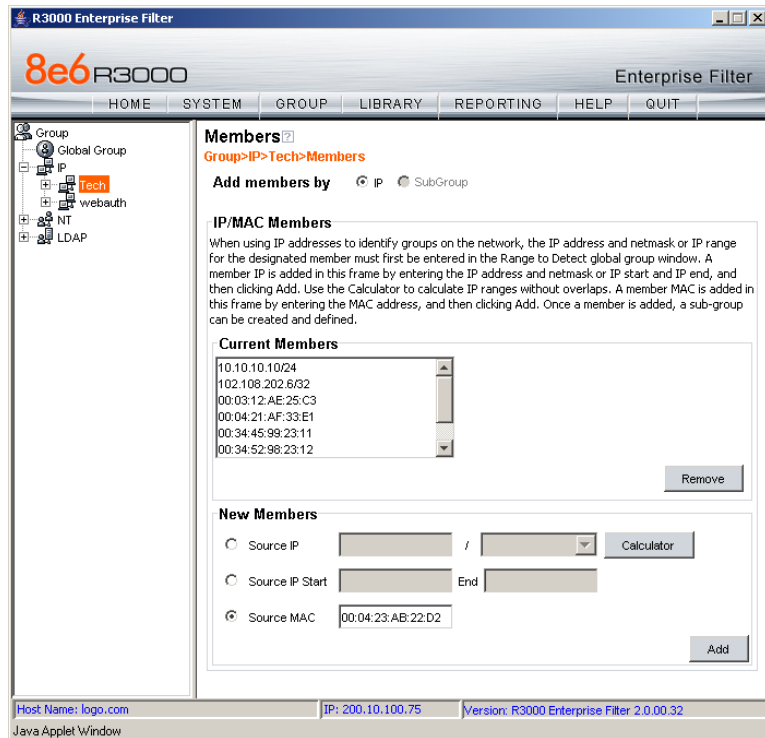 R3000 Enterprise Filter
8e6 R3000
Enterprise Filter
HOME SYSTEM GROUP LIBRARY REPORTING HELP QUIT
Group
Global Group
IP
Tech
webauth
NT
LDAP
Members
Group>IP>Tech>Members
Add members by IP SubGroup
IP/MAC Members
When using IP addresses to identify groups on the network, the IP address and netmask or IP range
for the designated member must first be entered in the Range to Detect global group window. A
member IP is added in this frame by entering the IP address and netmask or IP start and IP end, and
then clicking Add. Use the Calculator to calculate IP ranges without overlaps. A member MAC is added in
this frame by entering the MAC address, and then clicking Add. Once a member is added, a sub-group
can be created and defined.
Current Members
10.10.10.10/24
102.108.202.6/32
00:03:12:AE:25:C3
00:04:21:AF:33:E1
00:34:45:99:23:11
00:34:52:98:23:12
Remove
New Members
Source IP / Calculator
Source IP Start End
Source MAC 00:04:23:AB:22:D2
Add
Host Name: logo.com IP: 200.10.100.75 Version: R3000 Enterprise Filter 2.0.00.32
Java Applet Window